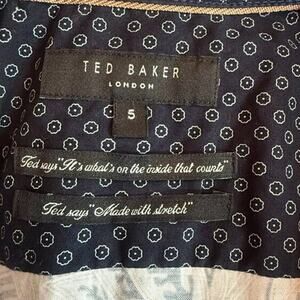 TED BAKER
LONDON
5
Ted says "It's what's on the inside that counts"
Ted says "Made with stretch"